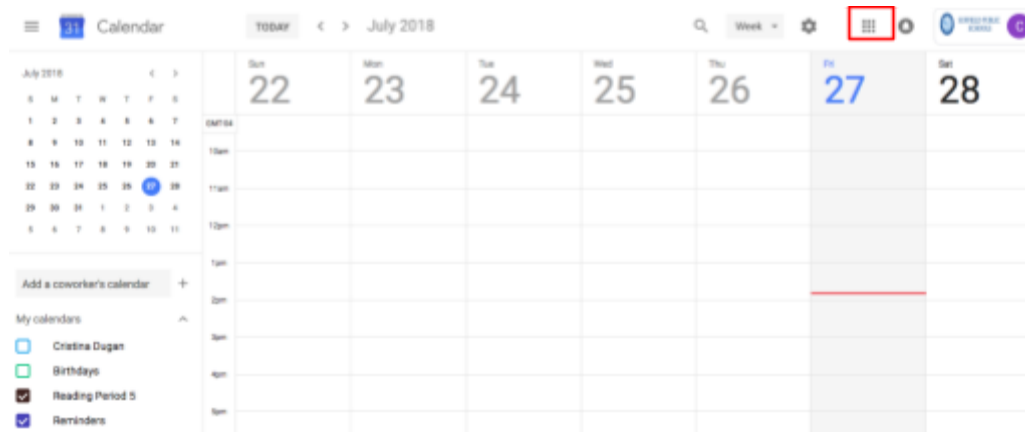 31 Calendar TODAY < > July 2018 Week
July 2018 < >
S M T W T F S
1 2 3 4 5 6 7
8 9 10 11 12 13 14
15 16 17 18 19 20 21
22 23 24 25 26 27 28
29 30 31 1 2 3 4
5 6 7 8 9 10 11
Add a coworker's calendar +
My calendars
Cristina Dugan
Birthdays
Reading Period 5
Reminders
Sun Mon Tue Wed Thu Fri Sat
22 23 24 25 26 27 28
GMT-04
10am
11am
12pm
1pm
2pm
3pm
4pm
5pm
C